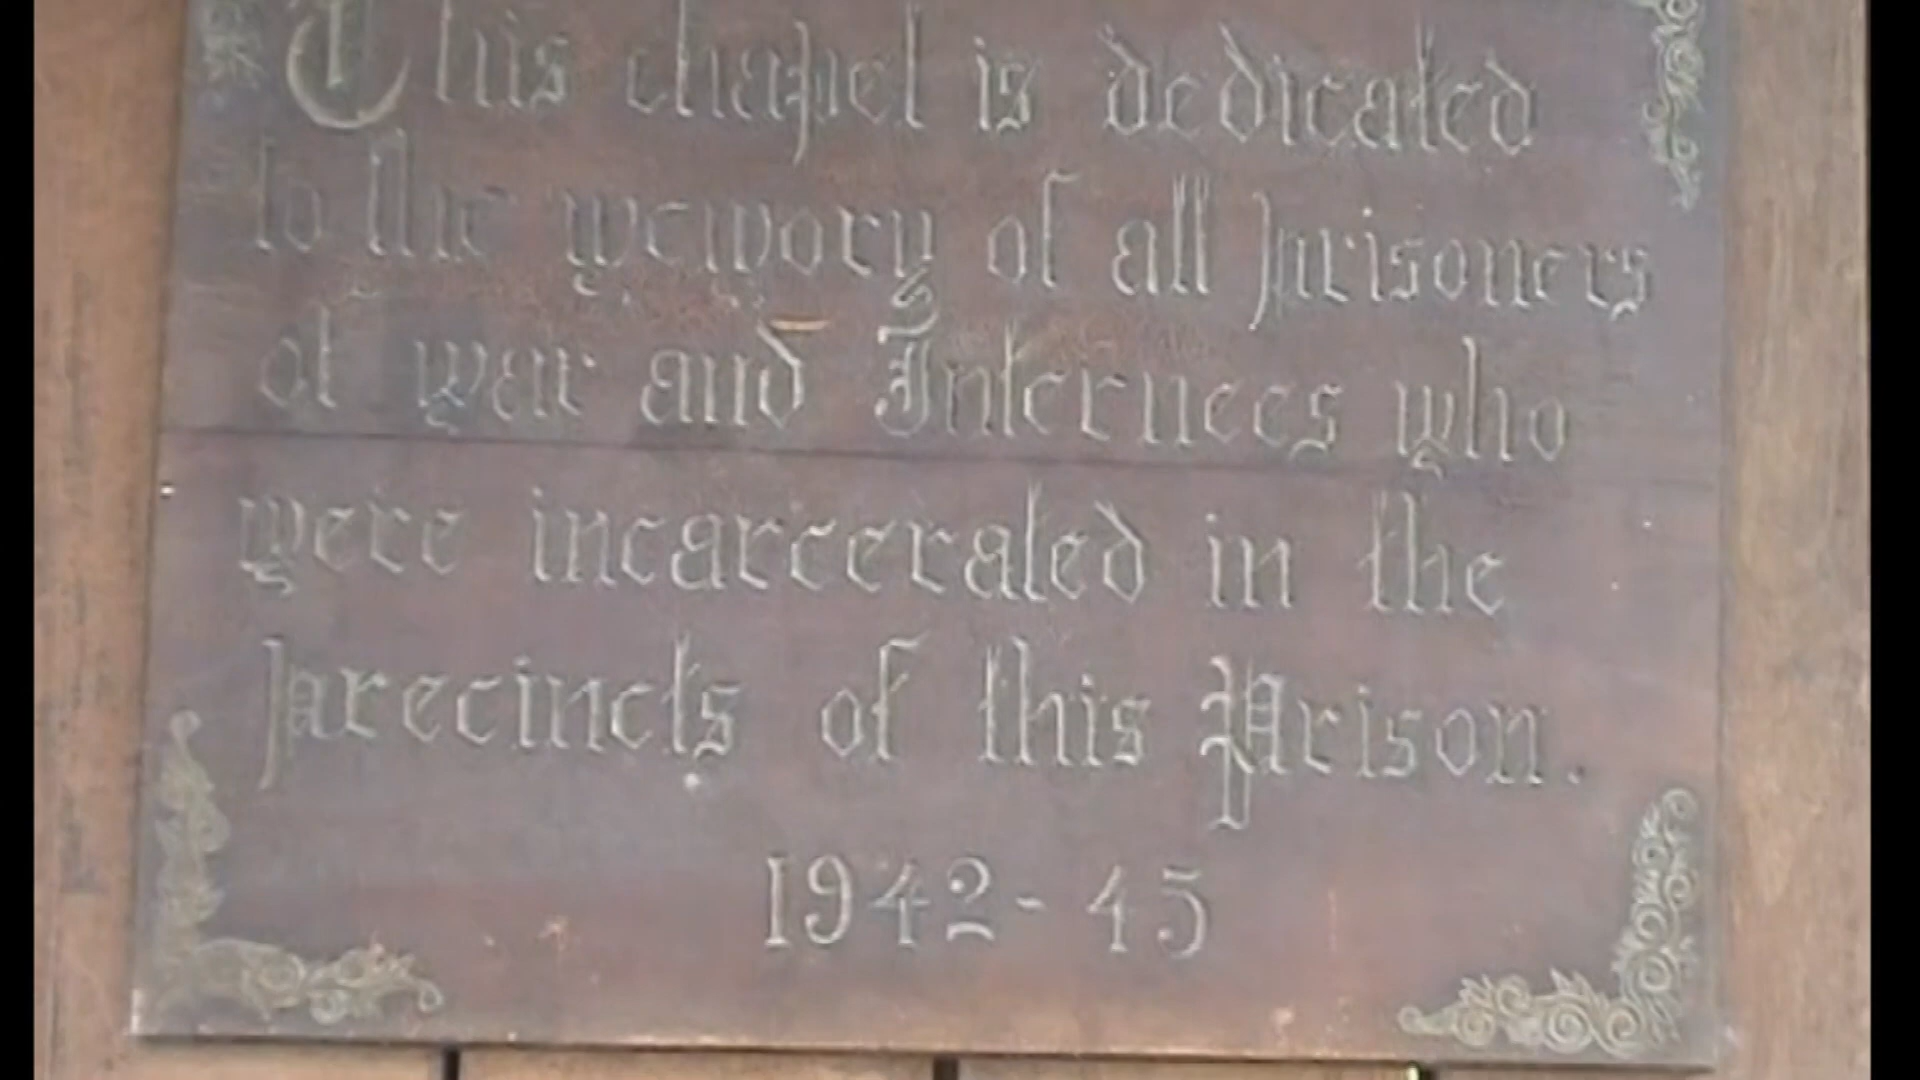 This chapel is dedicated
to the memory of all prisoners
of war and Internees who
were incarcerated in the
precincts of this Prison.
1942-45